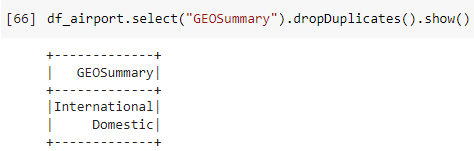 [66] df_airport.select("GEOSummary").dropDuplicates().show()
+-------------+
|   GEOSummary|
+-------------+
|International|
|     Domestic|
+-------------+